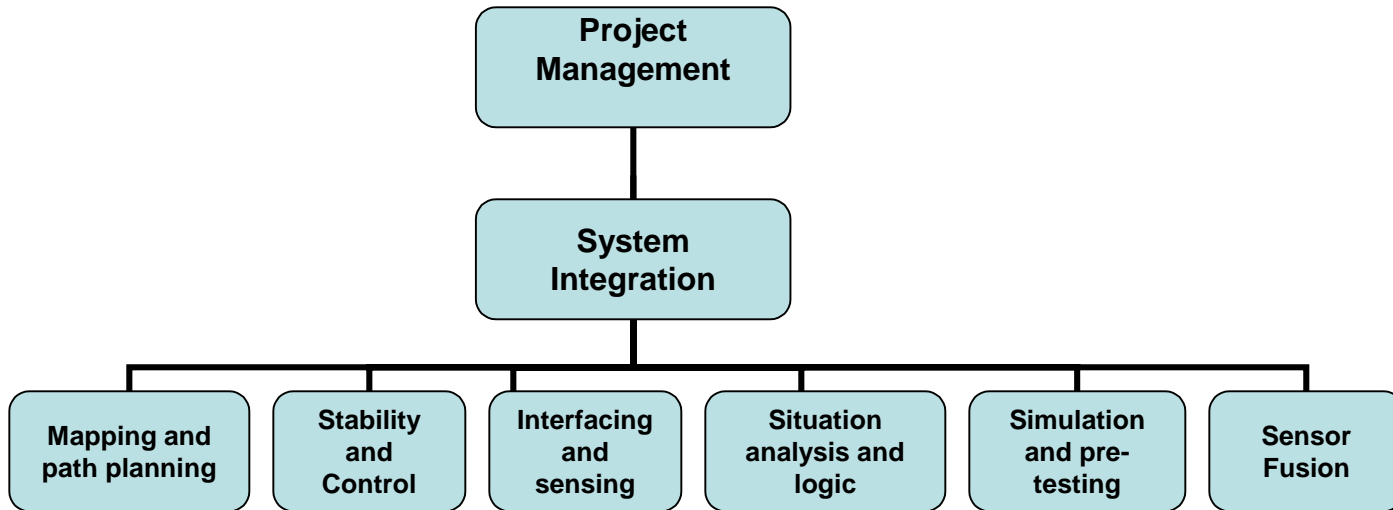 Project
Management
System
Integration
Mapping and
path planning
Stability
and
Control
Interfacing
and
sensing
Situation
analysis and
logic
Simulation
and pre-
testing
Sensor
Fusion